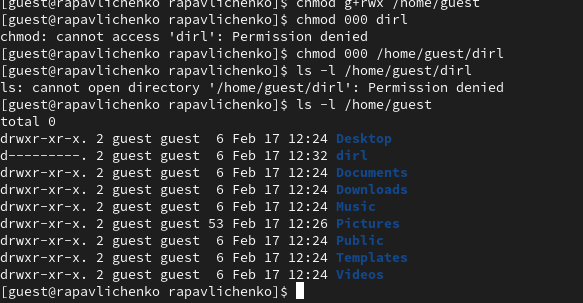 [guest@rapavlichenko rapavlichenko]$ chmod g+rwx /home/guest
[guest@rapavlichenko rapavlichenko]$ chmod 000 dirl
chmod: cannot access 'dirl': Permission denied
[guest@rapavlichenko rapavlichenko]$ chmod 000 /home/guest/dirl
[guest@rapavlichenko rapavlichenko]$ ls -l /home/guest/dirl
ls: cannot open directory '/home/guest/dirl': Permission denied
[guest@rapavlichenko rapavlichenko]$ ls -l /home/guest
total 0
drwxr-xr-x. 2 guest guest  6 Feb 17 12:24 Desktop
d---------. 2 guest guest  6 Feb 17 12:32 dirl
drwxr-xr-x. 2 guest guest  6 Feb 17 12:24 Documents
drwxr-xr-x. 2 guest guest  6 Feb 17 12:24 Downloads
drwxr-xr-x. 2 guest guest  6 Feb 17 12:24 Music
drwxr-xr-x. 2 guest guest 53 Feb 17 12:26 Pictures
drwxr-xr-x. 2 guest guest  6 Feb 17 12:24 Public
drwxr-xr-x. 2 guest guest  6 Feb 17 12:24 Templates
drwxr-xr-x. 2 guest guest  6 Feb 17 12:24 Videos
[guest@rapavlichenko rapavlichenko]$